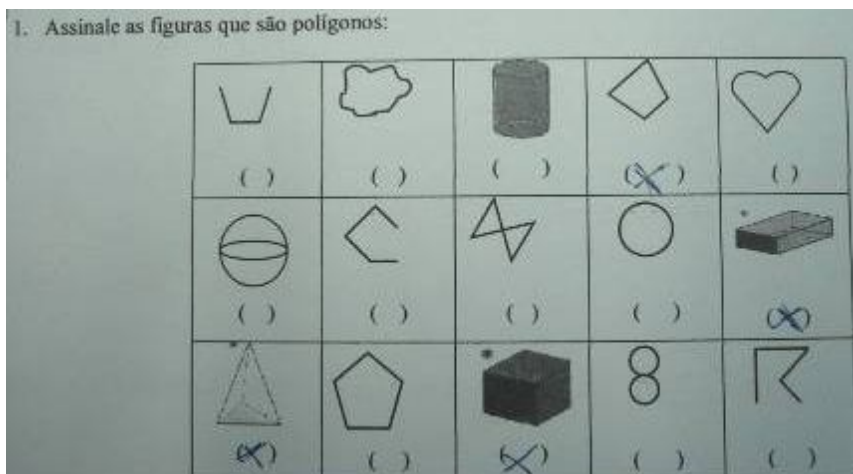 1. Assinale as figuras que são polígonos:
( ) ( ) ( ) (X) ( )
( ) ( ) ( ) ( ) (X)
(X) ( ) (X) ( ) ( )